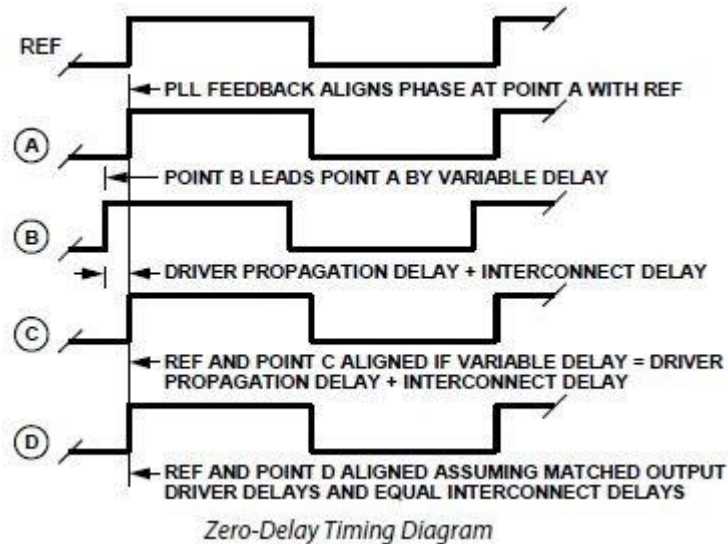 REF
PLL FEEDBACK ALIGNS PHASE AT POINT A WITH REF
A
POINT B LEADS POINT A BY VARIABLE DELAY
B
DRIVER PROPAGATION DELAY + INTERCONNECT DELAY
C
REF AND POINT C ALIGNED IF VARIABLE DELAY = DRIVER
PROPAGATION DELAY + INTERCONNECT DELAY
D
REF AND POINT D ALIGNED ASSUMING MATCHED OUTPUT
DRIVER DELAYS AND EQUAL INTERCONNECT DELAYS
Zero-Delay Timing Diagram